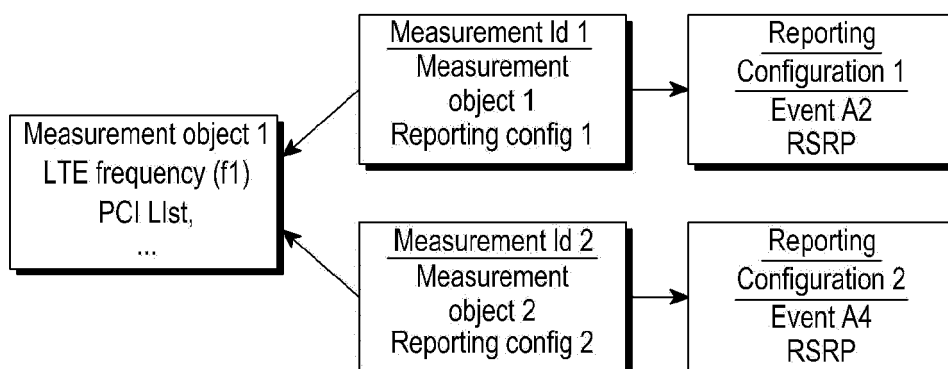 Measurement object 1
LTE frequency (f1)
PCI LIst,
...
Measurement Id 1
Measurement
object 1
Reporting config 1
Reporting
Configuration 1
Event A2
RSRP
Measurement Id 2
Measurement
object 2
Reporting config 2
Reporting
Configuration 2
Event A4
RSRP